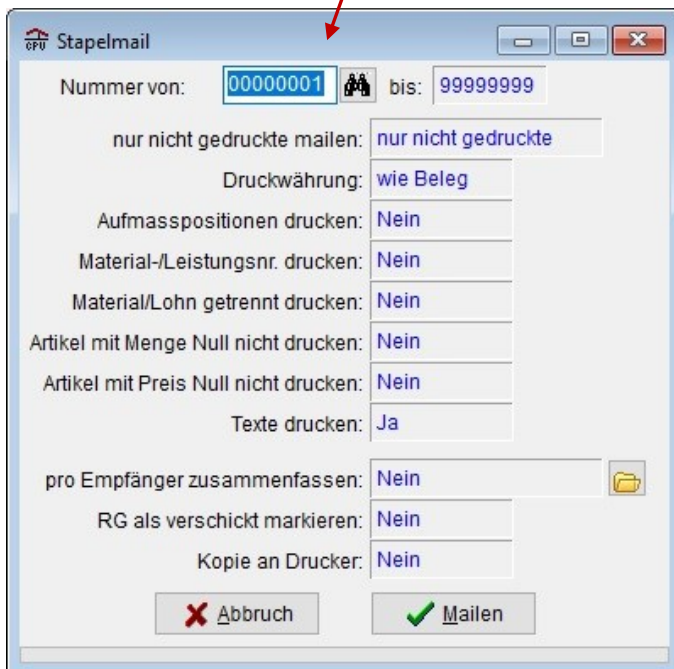 CPU Stapelmail
Nummer von: 00000001 bis: 99999999
nur nicht gedruckte mailen: nur nicht gedruckte
Druckwährung: wie Beleg
Aufmasspositionen drucken: Nein
Material-/Leistungsnr. drucken: Nein
Material/Lohn getrennt drucken: Nein
Artikel mit Menge Null nicht drucken: Nein
Artikel mit Preis Null nicht drucken: Nein
Texte drucken: Ja
pro Empfänger zusammenfassen: Nein
RG als verschickt markieren: Nein
Kopie an Drucker: Nein
Abbruch Mailen